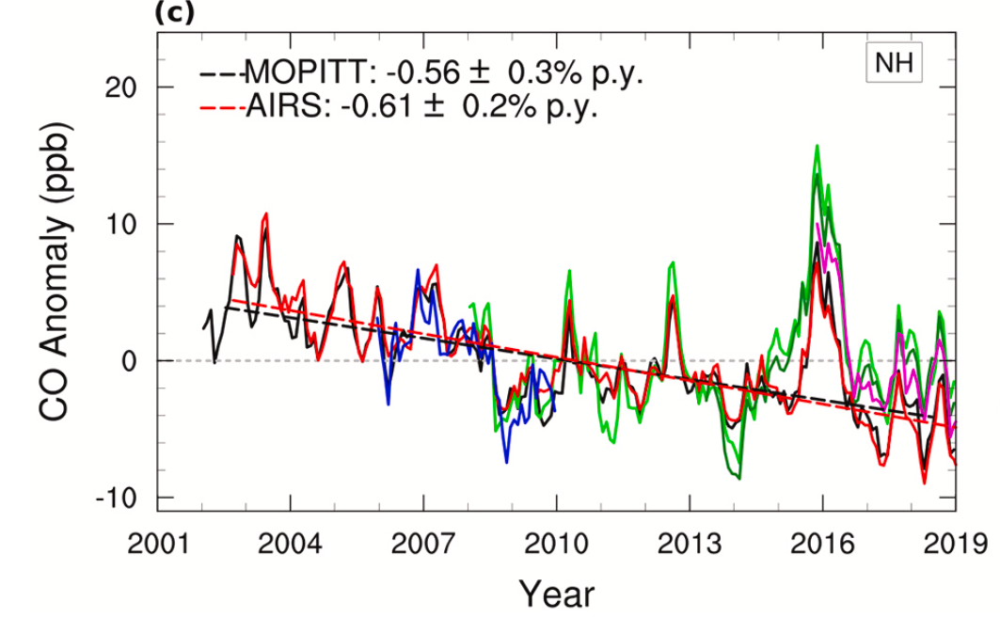 (c)
NH
MOPITT: -0.56 ± 0.3% p.y.
AIRS: -0.61 ± 0.2% p.y.
CO Anomaly (ppb)
20
10
0
-10
2001 2004 2007 2010 2013 2016 2019
Year